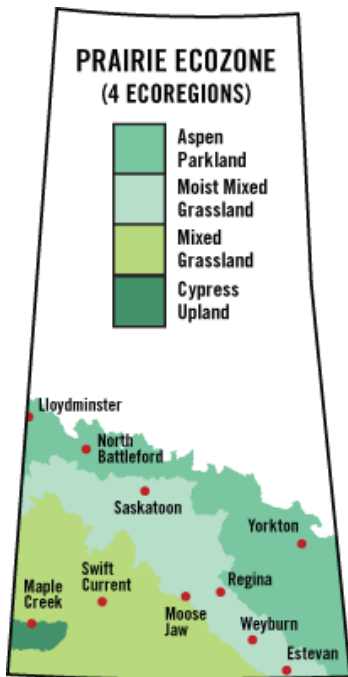 PRAIRIE ECOZONE
(4 ECOREGIONS)
Aspen
Parkland
Moist Mixed
Grassland
Mixed
Grassland
Cypress
Upland
Lloydminster
North
Battleford
Saskatoon
Yorkton
Swift
Current
Maple
Creek
Regina
Moose
Jaw
Weyburn
Estevan